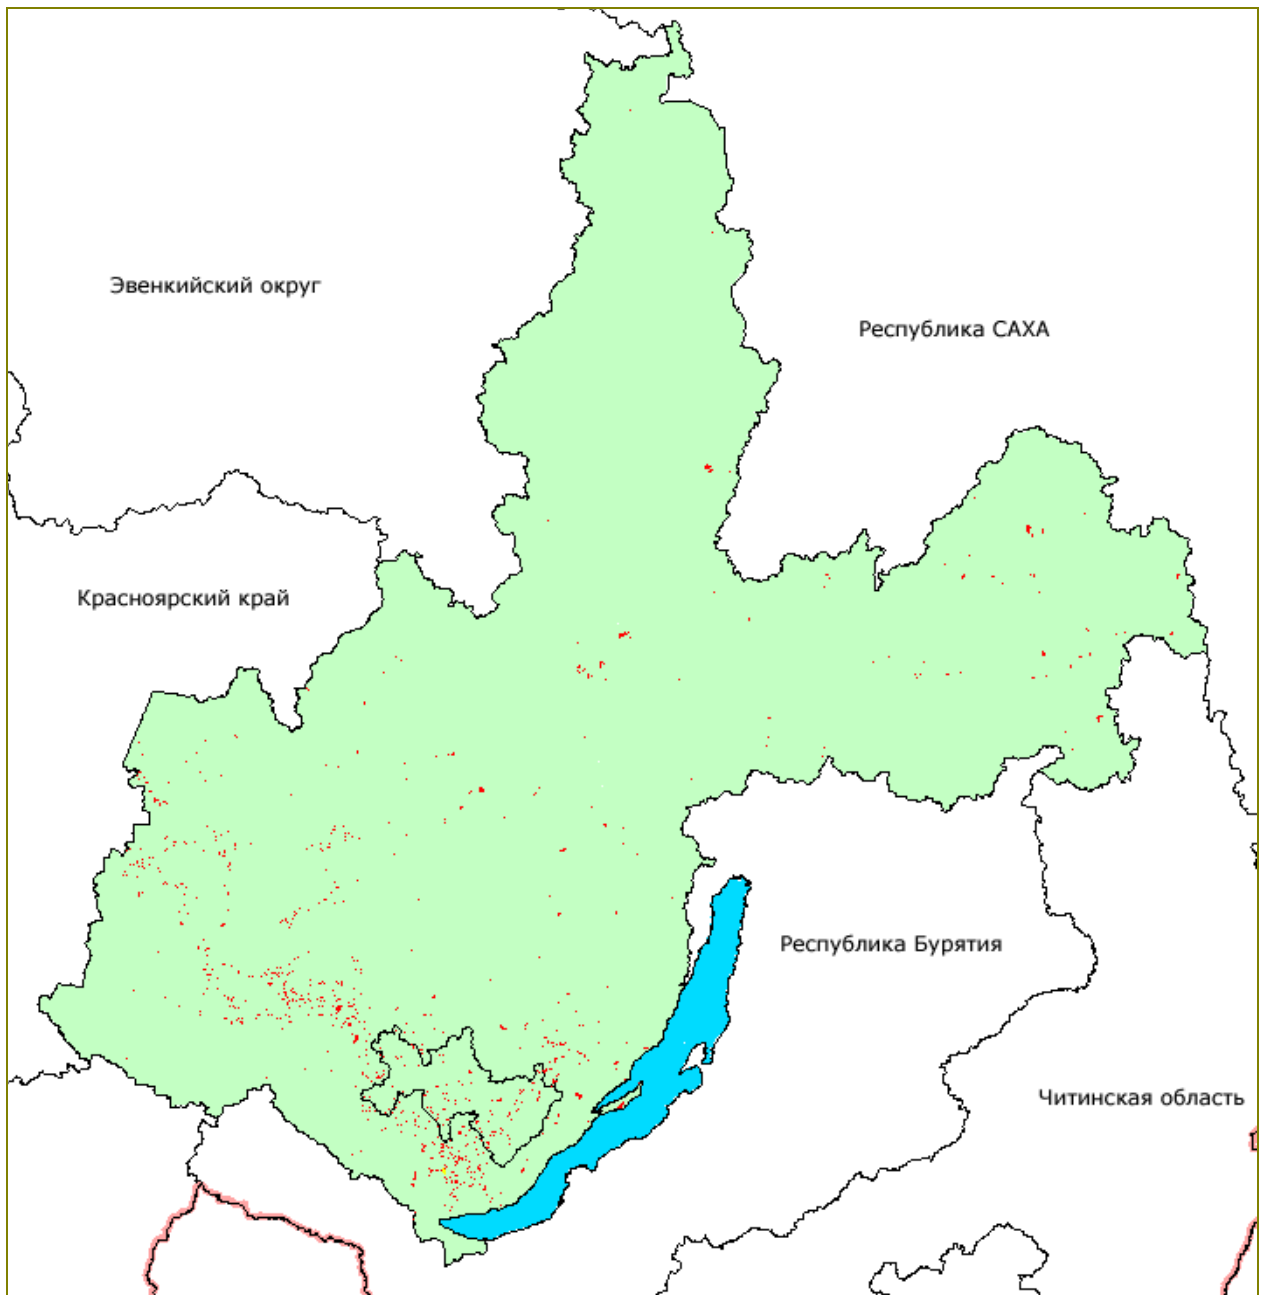 Эвенкийский округ
Республика САХА
Красноярский край
Республика Бурятия
Читинская область